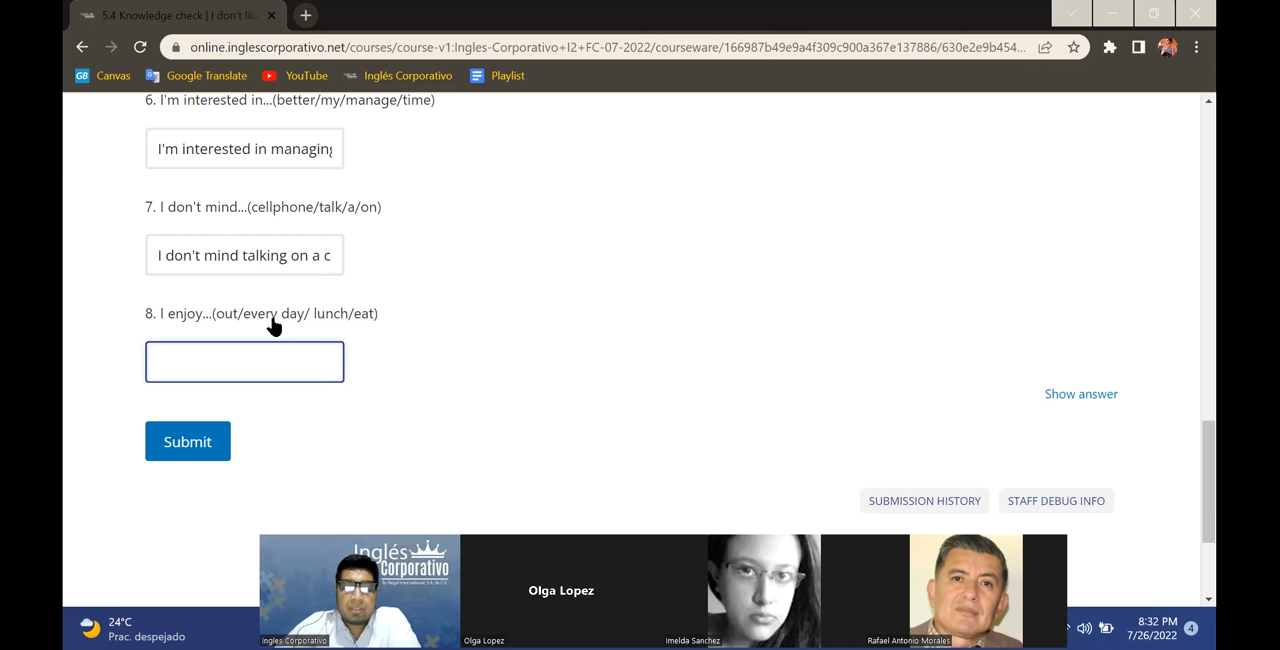 5.4 Knowledge check | I don't lik
online.inglescorporativo.net/courses/course-v1:Ingles-Corporativo+I2+FC-07-2022/courseware/166987b49e9a4f309c900a367e137886/630e2e9b454...
GB Canvas Google Translate YouTube Inglés Corporativo Playlist
6. I'm interested in...(better/my/manage/time)
I'm interested in managing
7. I don't mind...(cellphone/talk/a/on)
I don't mind talking on a c
8. I enjoy...(out/every day/ lunch/eat)
Show answer
Submit
SUBMISSION HISTORY STAFF DEBUG INFO
Inglés
Corporativo
Olga Lopez
Ingles Corporativo Olga Lopez Imelda Sanchez Rafael Antonio Morales
24°C
Prac. despejado
8:32 PM
7/26/2022
4